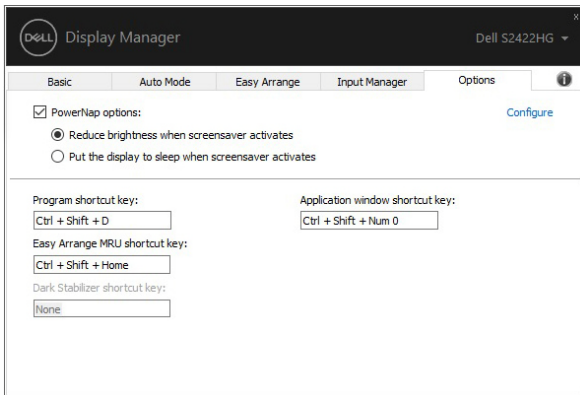 DELL Display Manager
Dell S2422HG
Basic
Auto Mode
Easy Arrange
Input Manager
Options
PowerNap options:
Configure
Reduce brightness when screensaver activates
Put the display to sleep when screensaver activates
Program shortcut key:
Application window shortcut key:
Ctrl + Shift + D
Ctrl + Shift + Num 0
Easy Arrange MRU shortcut key:
Ctrl + Shift + Home
Dark Stabilizer shortcut key:
None